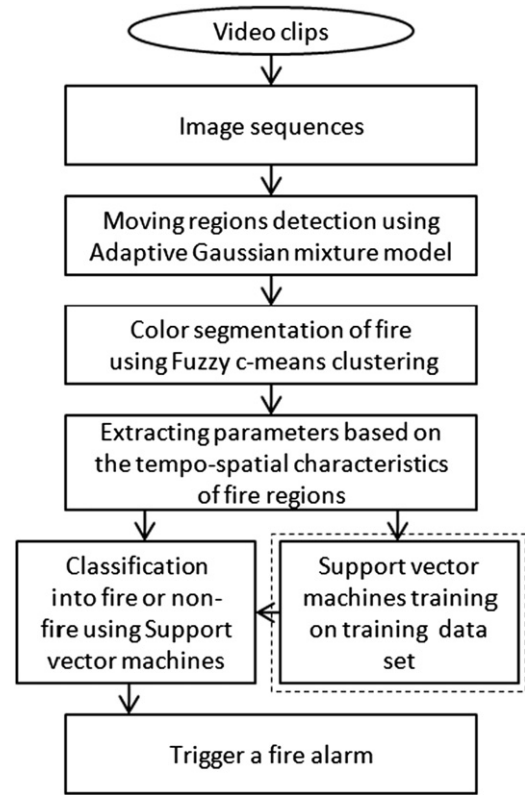 Video clips
Image sequences
Moving regions detection using
Adaptive Gaussian mixture model
Color segmentation of fire
using Fuzzy c-means clustering
Extracting parameters based on
the tempo-spatial characteristics
of fire regions
Classification
into fire or non-
fire using Support
vector machines
Support vector
machines training
on training data
set
Trigger a fire alarm